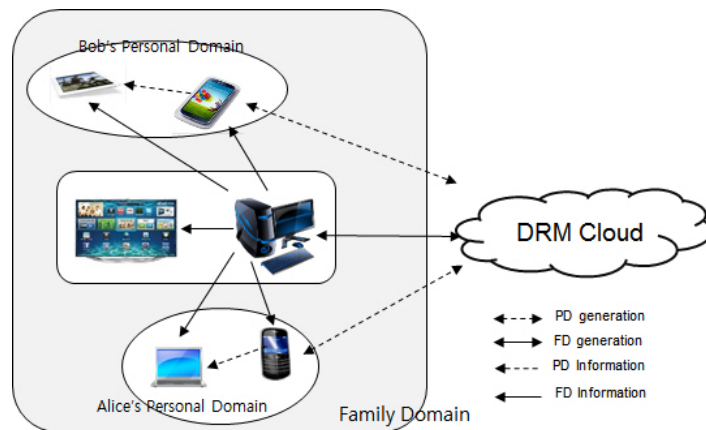 Bob's Personal Domain
DRM Cloud
PD generation
FD generation
PD Information
FD Information
Alice's Personal Domain
Family Domain